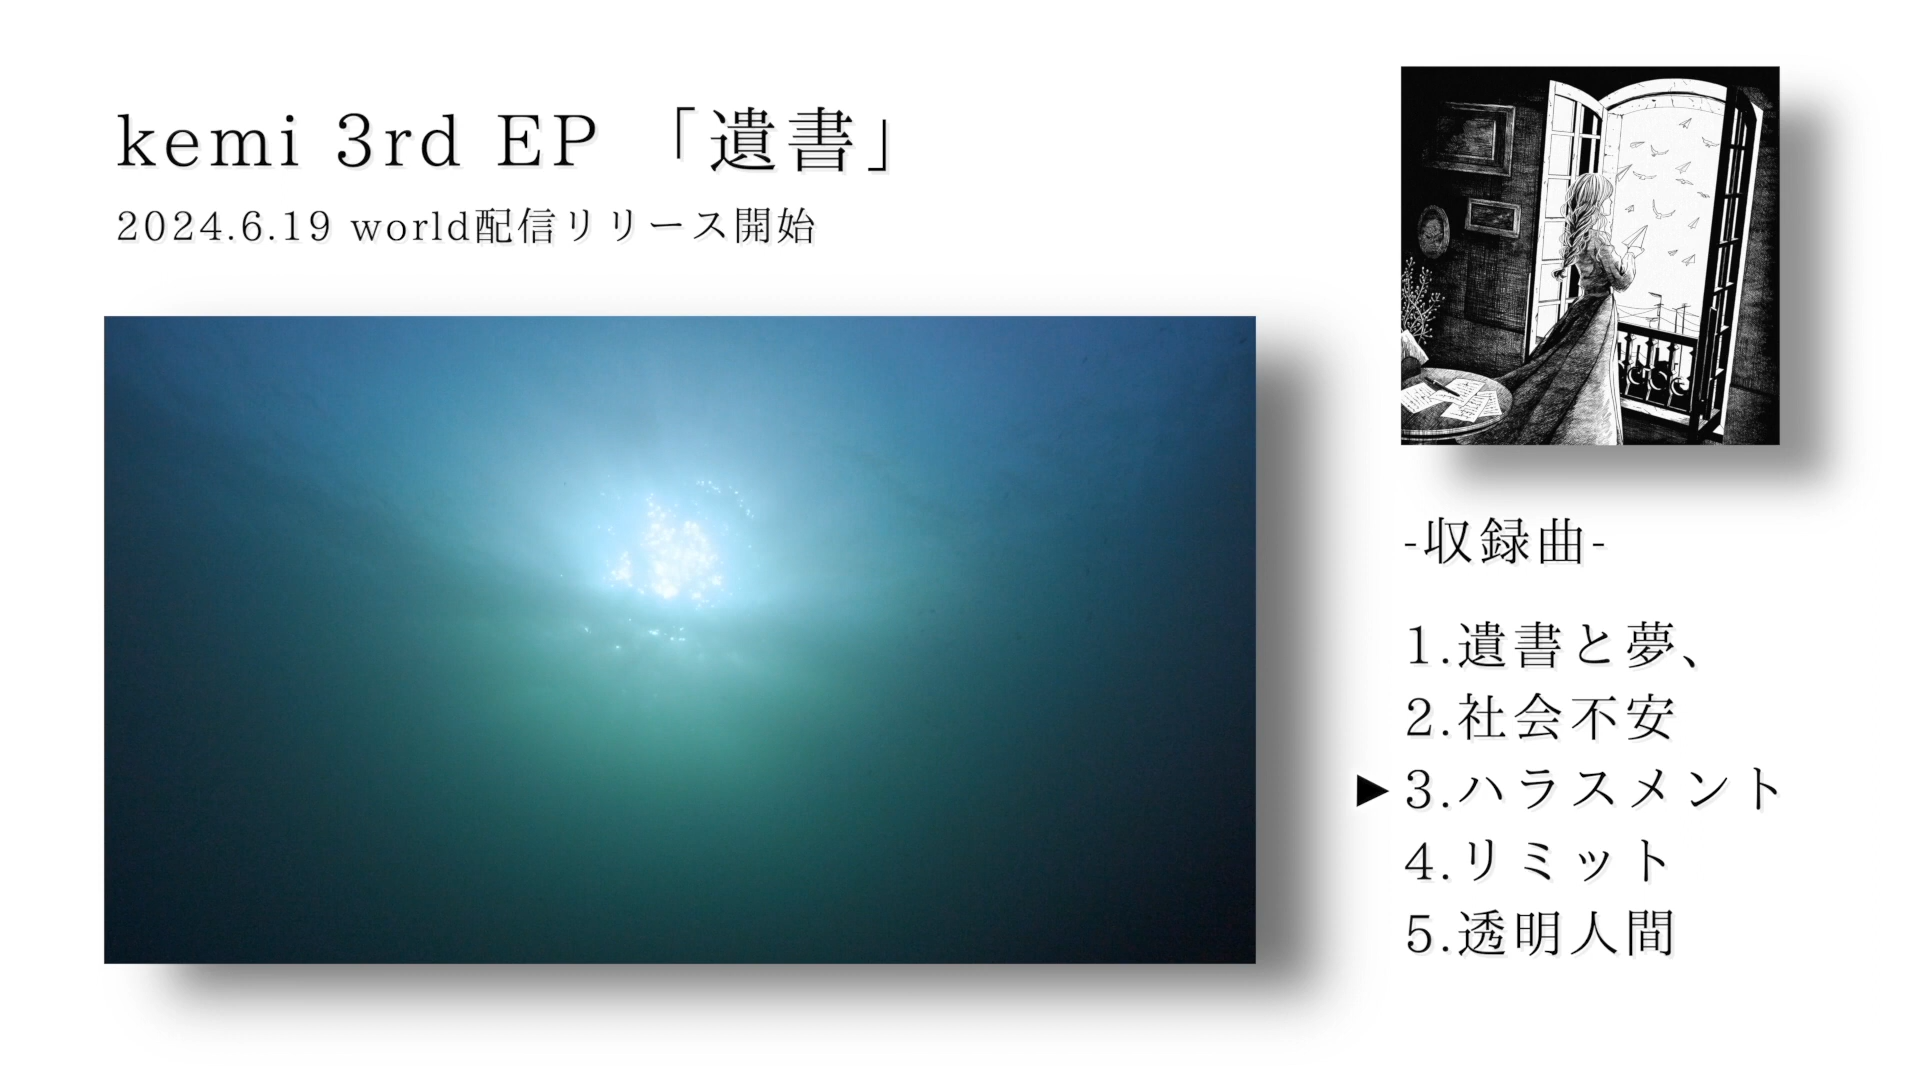 kemi 3rd EP 「遺書」
2024.6.19 world配信リリース開始
-収録曲-
1.遺書と夢、
2.社会不安
▶3.ハラスメント
4.リミット
5.透明人間